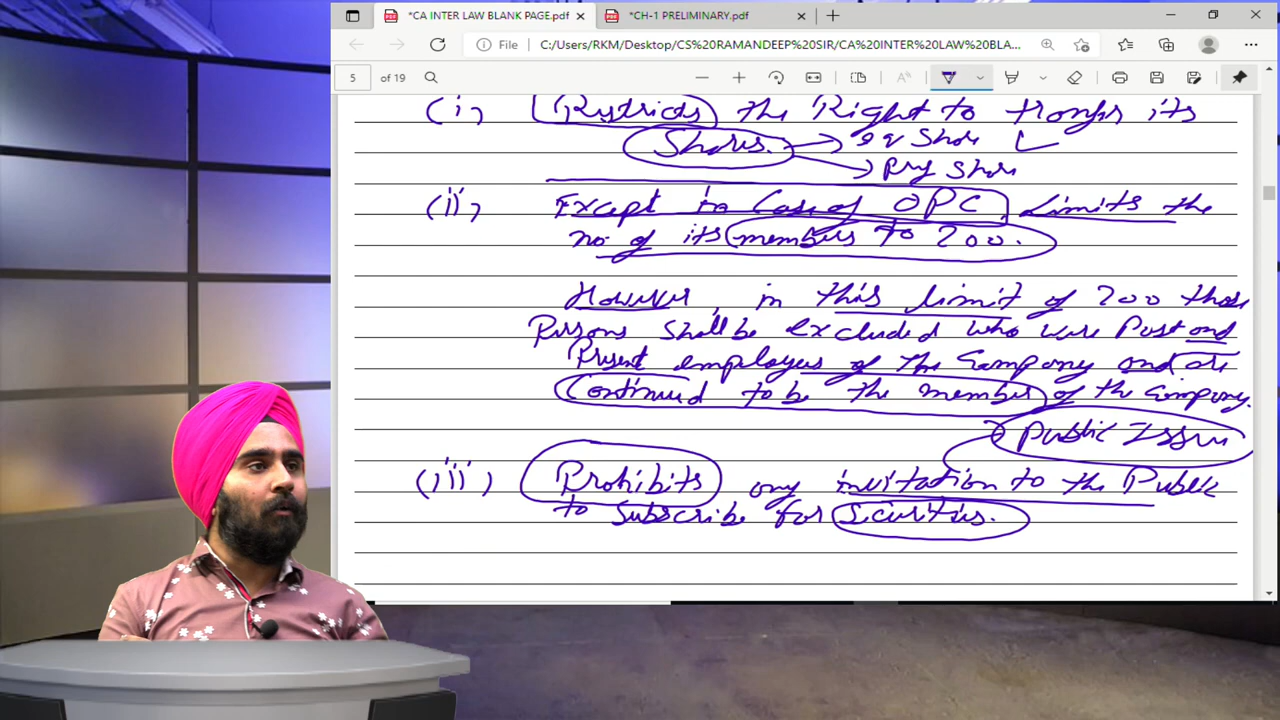 *CA INTER LAW BLANK PAGE.pdf × *CH-1 PRELIMINARY.pdf ×
File C:/Users/RKM/Desktop/CS%20RAMANDEEP%20SIR/CA%20INTER%20LAW%20BLA...
5 of 19
(i) Restricts the Right to transfer its
Shares. → eq Share
→ Prf Share
(ii) Except in Case of OPC, Limits the
no. of its members to 200.
However, in this limit of 200 those
Persons shall be excluded who were Past and
Present employees of the Company and are
Continued to be the member of the Company.
Public Issue
(iii) Prohibits any invitation to the Public
to Subscribe for Securities.